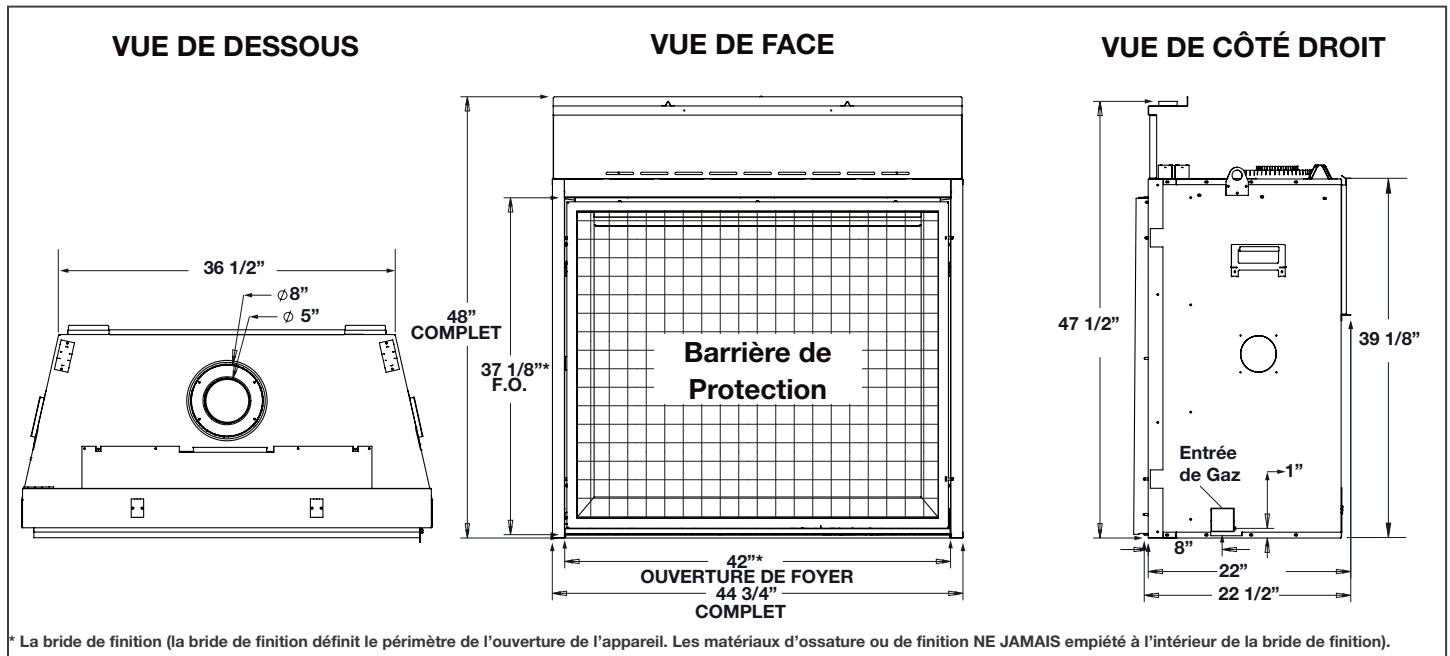 VUE DE DESSOUS
36 1/2”
⌀8”
⌀ 5”
VUE DE FACE
48”
COMPLET
37 1/8”*
F.O.
Barrière de
Protection
42”*
OUVERTURE DE FOYER
44 3/4”
COMPLET
VUE DE CÔTÉ DROIT
47 1/2”
39 1/8”
Entrée
de Gaz
1”
8”
22”
22 1/2”
* La bride de finition (la bride de finition définit le périmètre de l’ouverture de l’appareil. Les matériaux d’ossature ou de finition NE JAMAIS empiété à l’intérieur de la bride de finition).